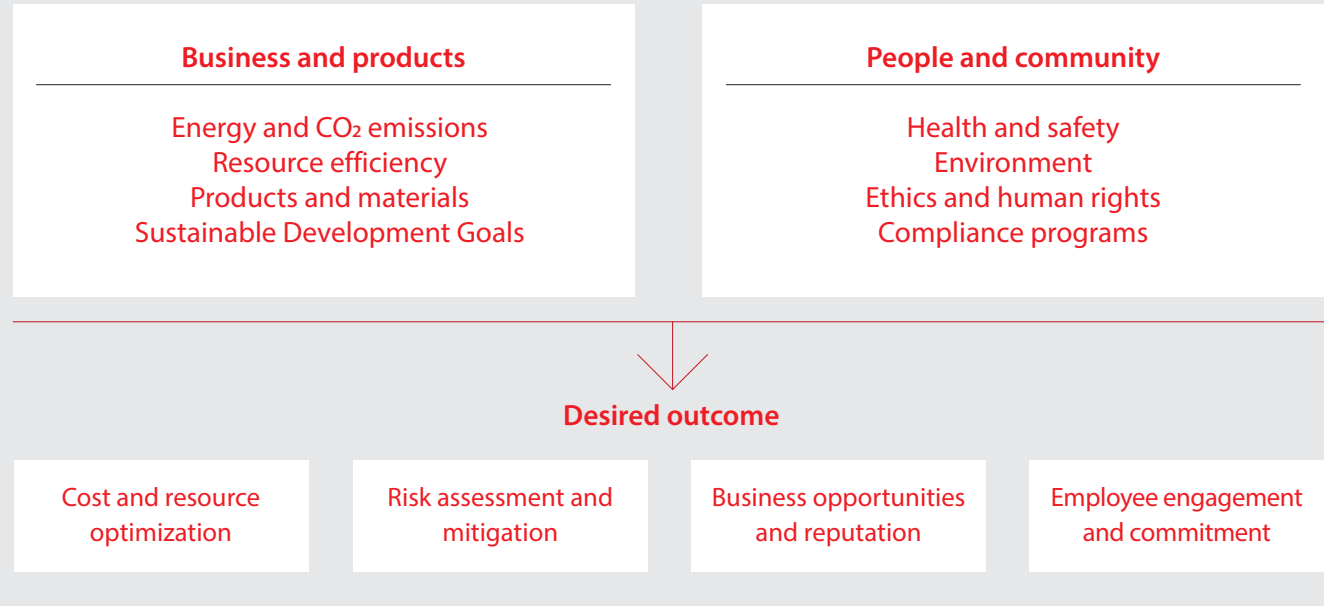 Business and products
Energy and CO₂ emissions
Resource efficiency
Products and materials
Sustainable Development Goals
People and community
Health and safety
Environment
Ethics and human rights
Compliance programs
Desired outcome
Cost and resource
optimization
Risk assessment and
mitigation
Business opportunities
and reputation
Employee engagement
and commitment